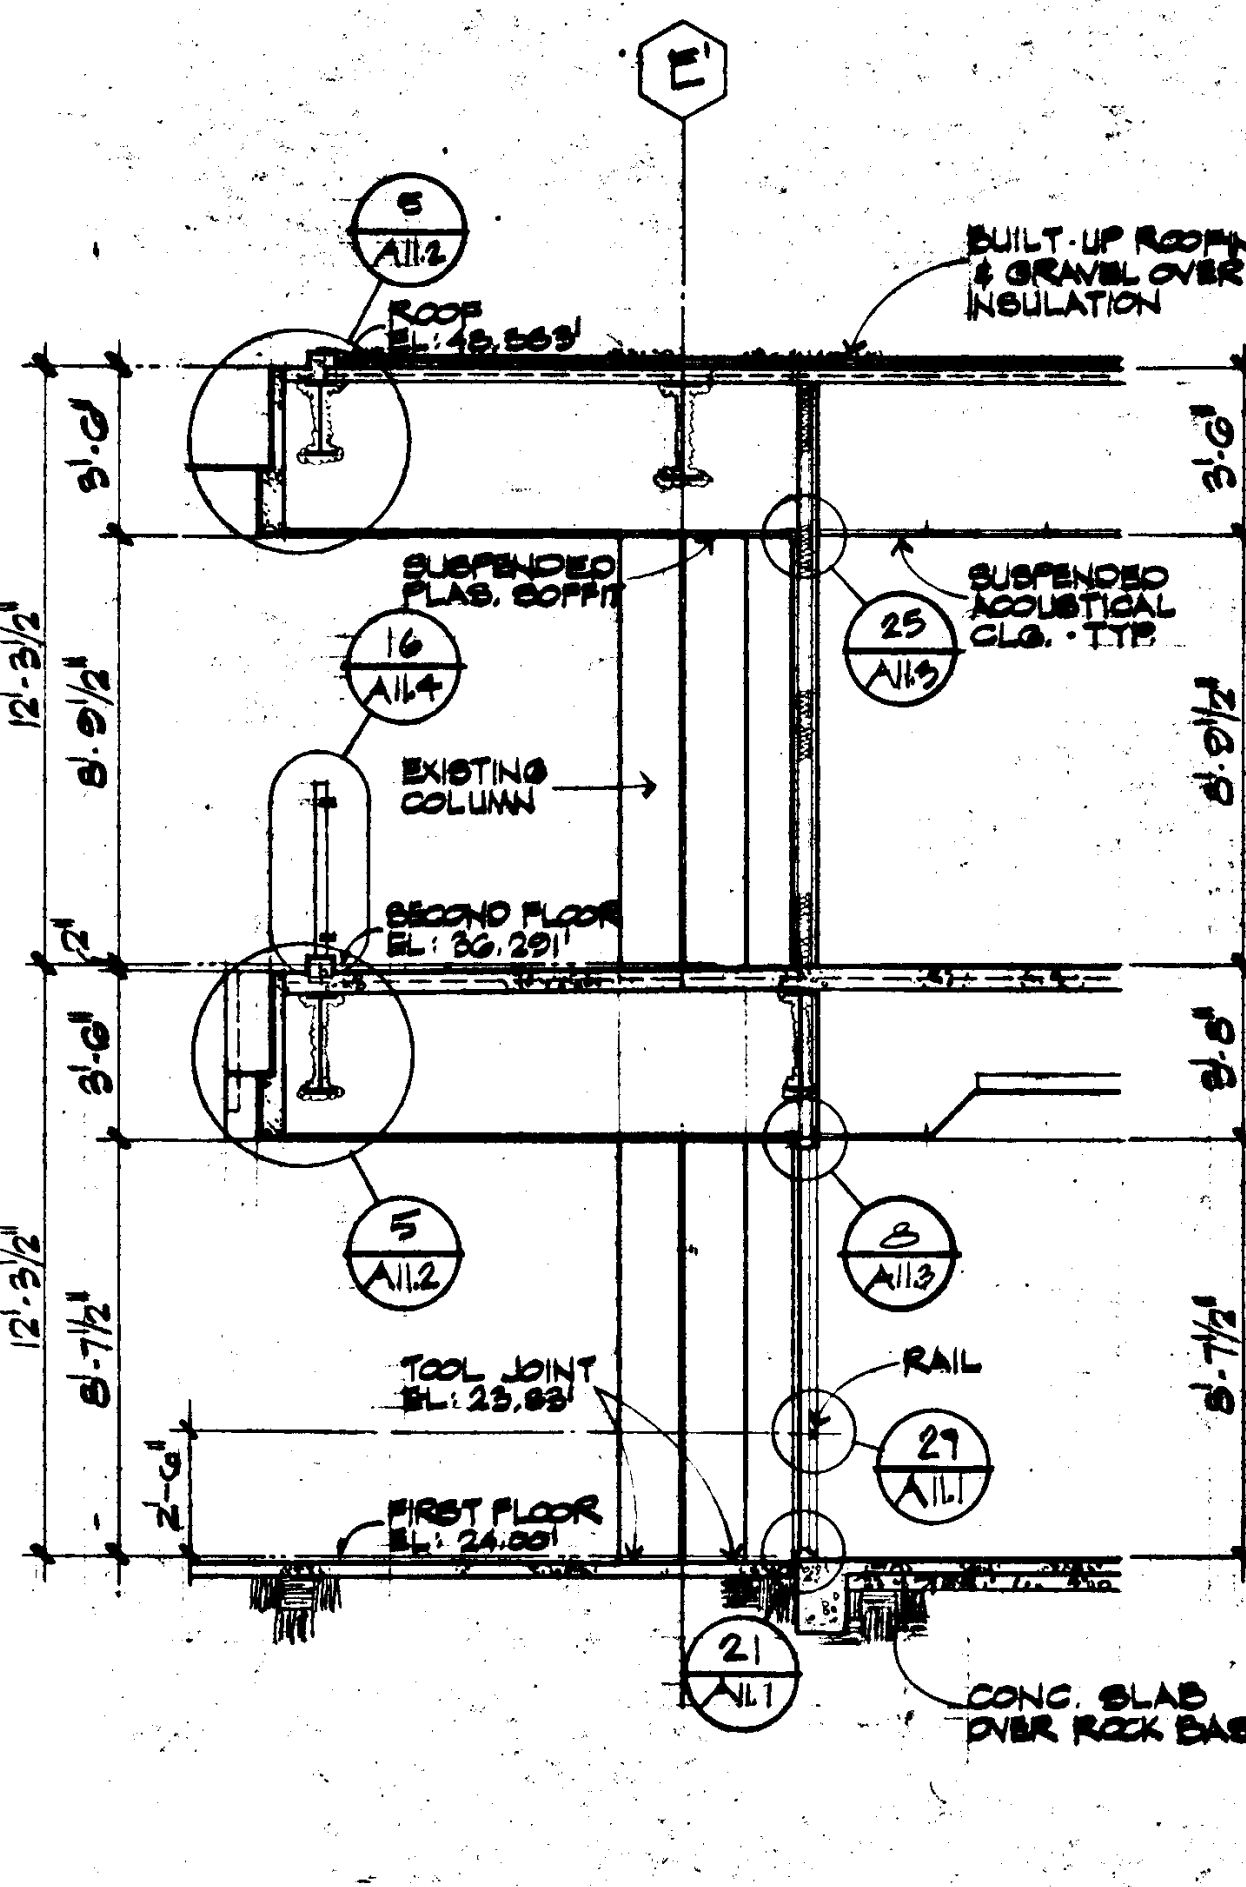 E'
5
A11.2
BUILT-UP ROOFIN
& GRAVEL OVER
INSULATION
ROOF
EL: 48.583'
3'-6"
3'-6"
SUSPENDED
PLAS. SOFFIT
SUSPENDED
ACOUSTICAL
CLG. - TYP.
25
A11.3
16
A11.4
12'-3 1/2"
8'-9 1/2"
8'-9 1/2"
EXISTING
COLUMN
SECOND FLOOR
EL: 36.291'
2"
3'-6"
3'-8"
5
A11.2
8
A11.3
12'-3 1/2"
8'-7 1/2"
8'-7 1/2"
TOOL JOINT
EL: 23.83'
RAIL
29
A11.1
2'-6"
FIRST FLOOR
EL: 24.00'
21
A11.1
CONC. SLAB
OVER ROCK BAS